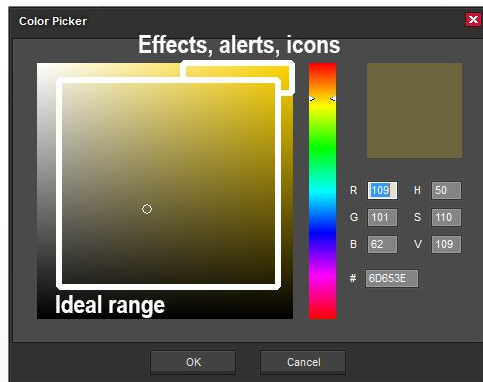 Color Picker
Effects, alerts, icons
R 109 H 50
G 101 S 110
B 62 V 109
# 6D653E
Ideal range
OK Cancel